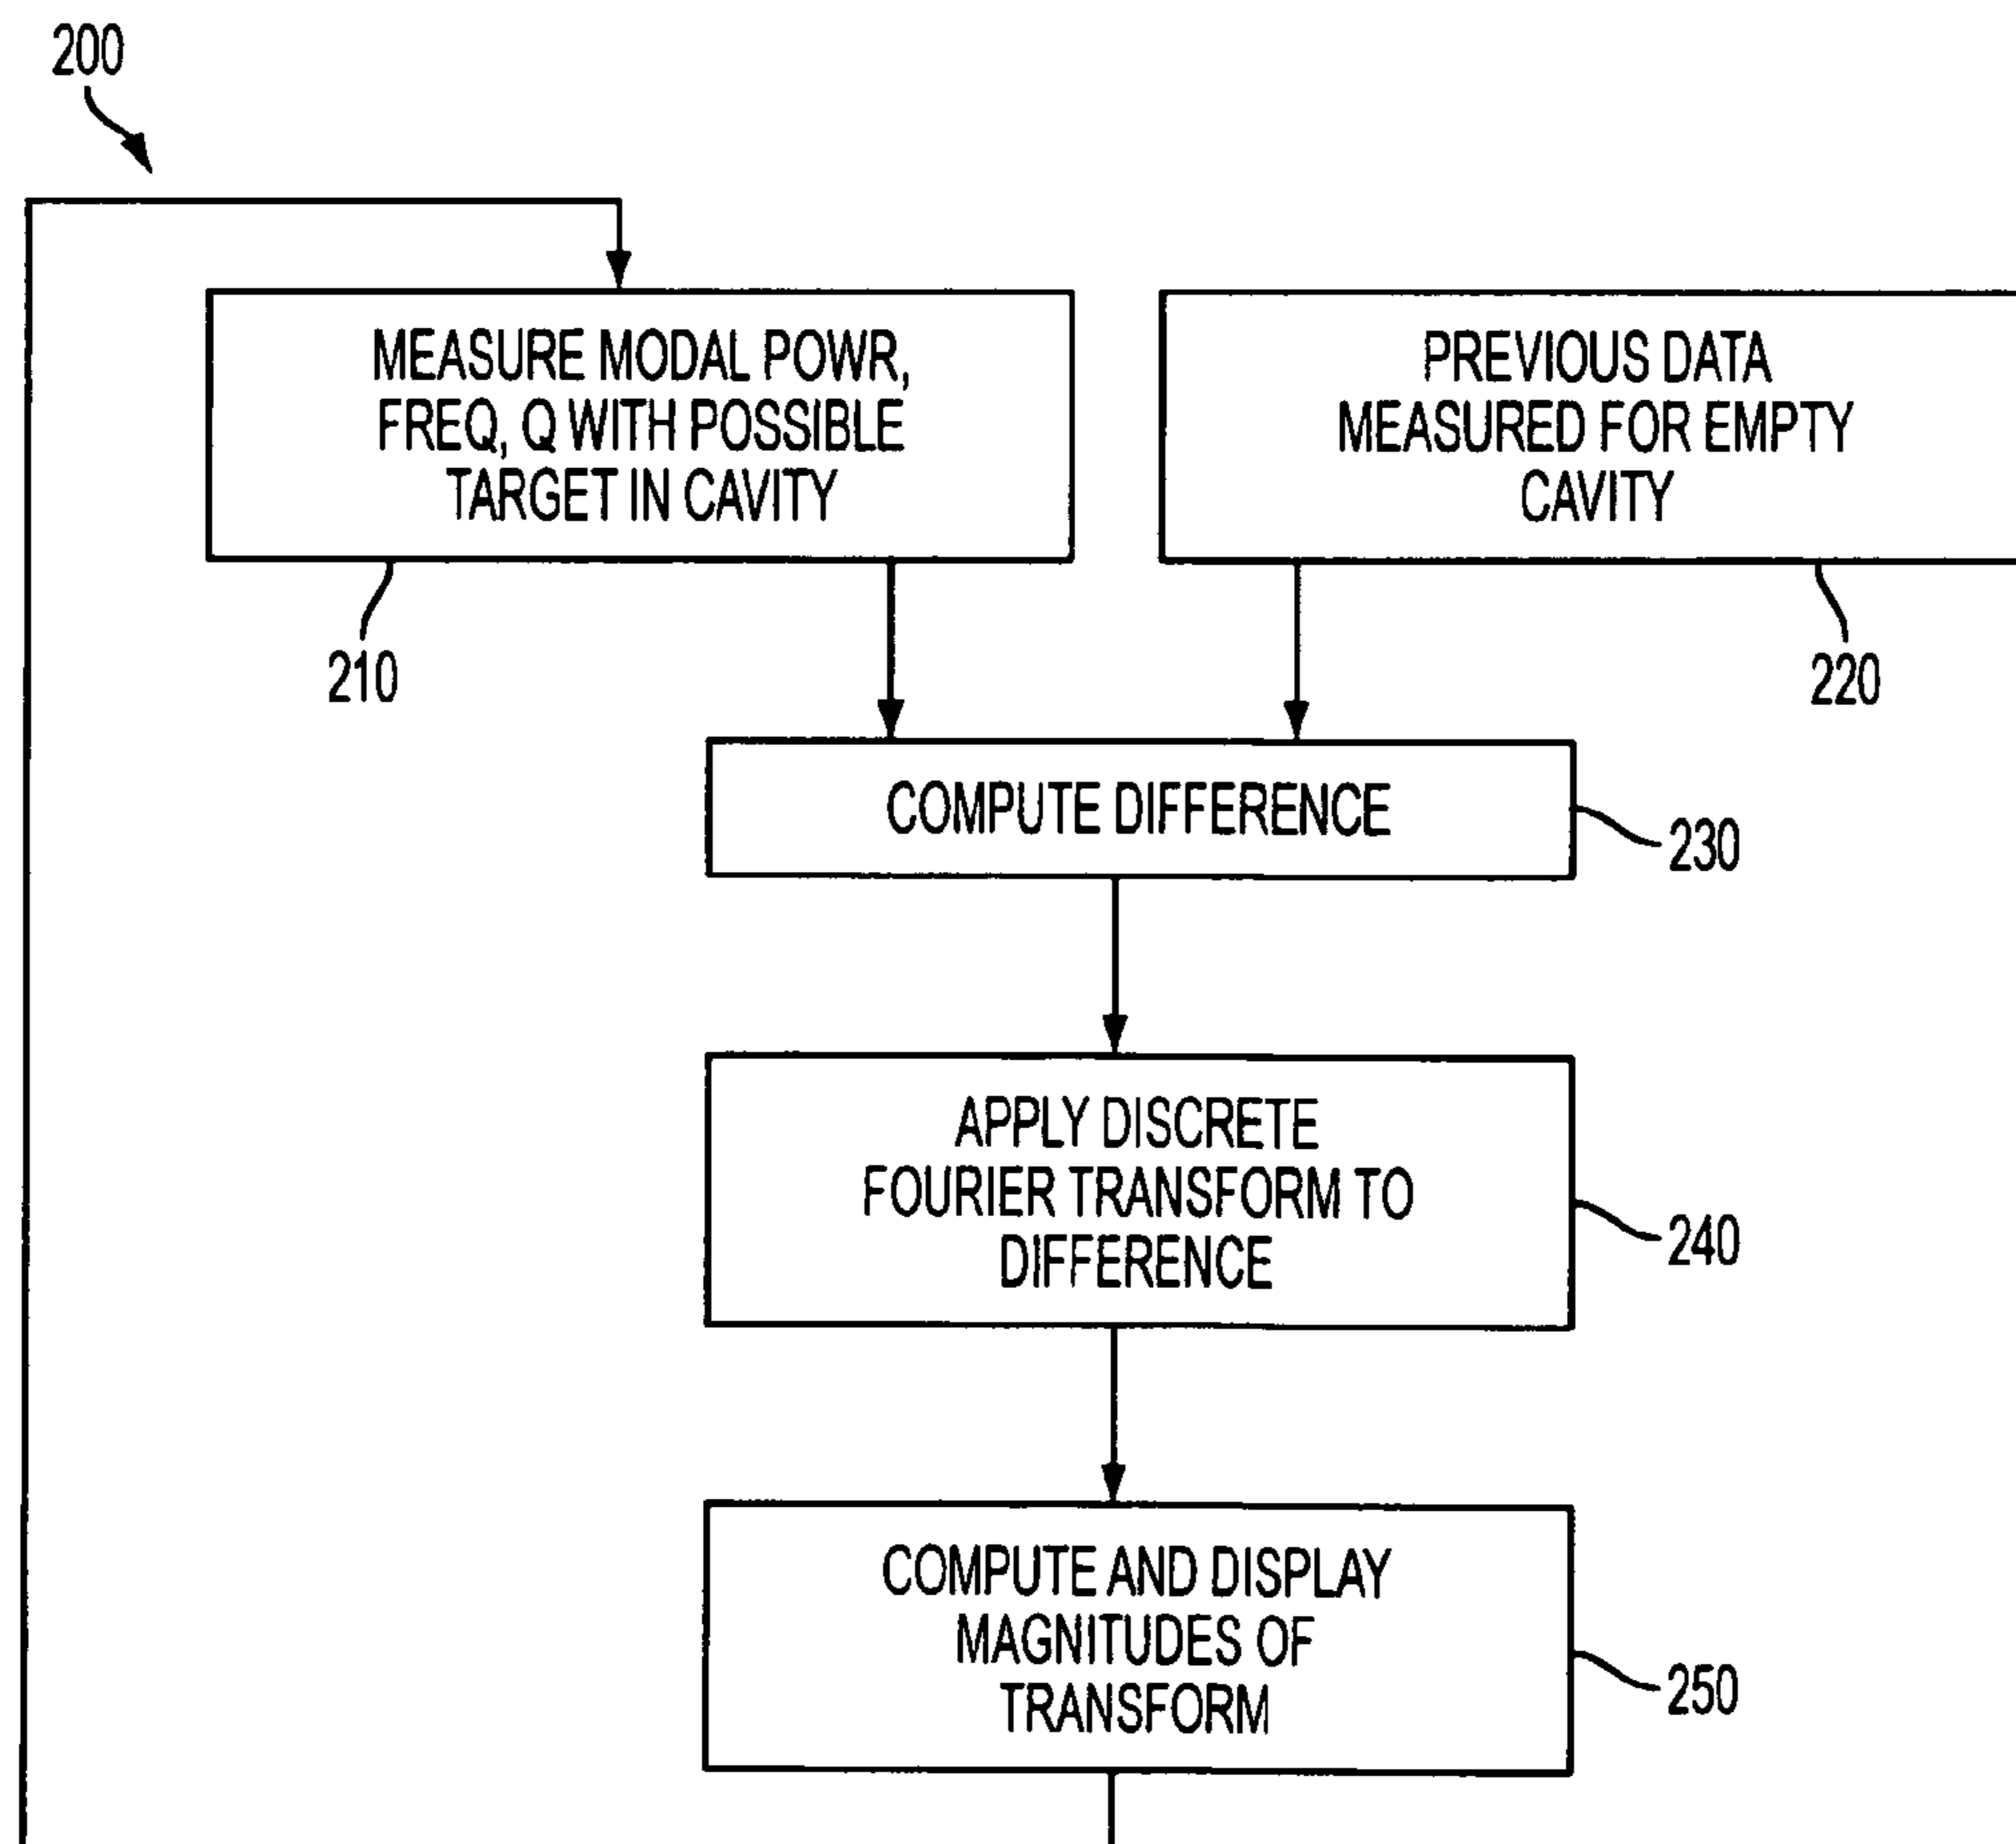 200
MEASURE MODAL POWR,
FREQ, Q WITH POSSIBLE
TARGET IN CAVITY
PREVIOUS DATA
MEASURED FOR EMPTY
CAVITY
210
220
COMPUTE DIFFERENCE
230
APPLY DISCRETE
FOURIER TRANSFORM TO
DIFFERENCE
240
COMPUTE AND DISPLAY
MAGNITUDES OF
TRANSFORM
250